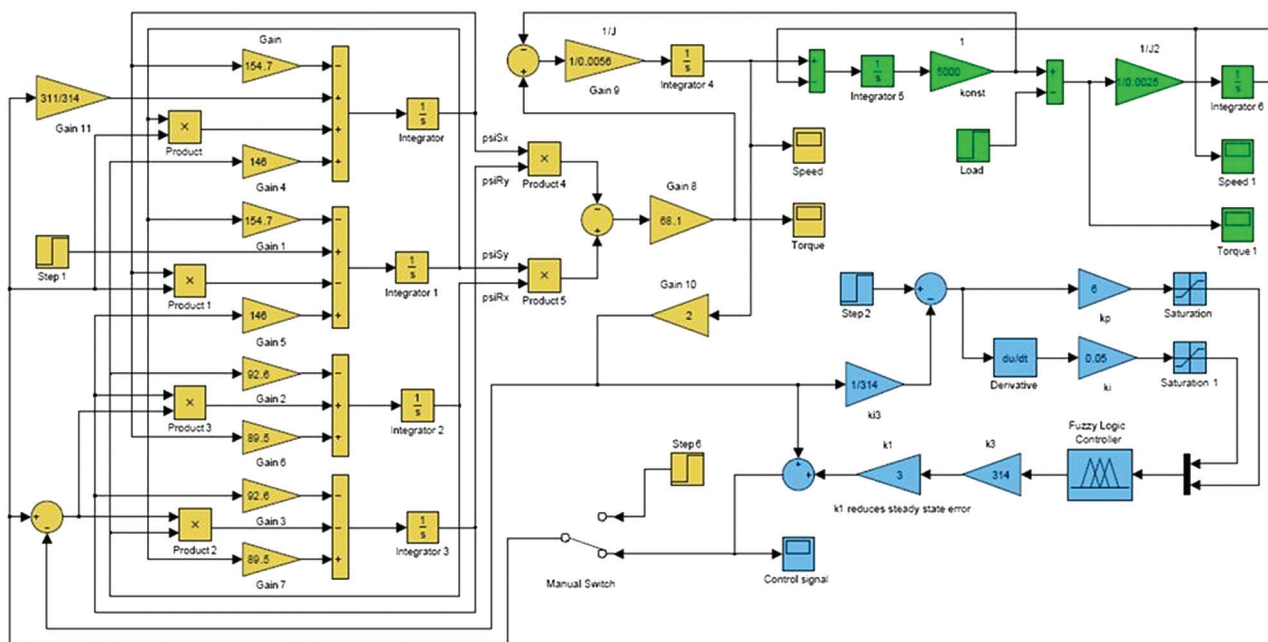 Gain
154.7
−
311/314
Gain 11
+
×
Product
+
1
s
Integrator
146
Gain 4
+
154.7
Gain 1
−
Step 1
+
×
Product 1
−
1
s
Integrator 1
146
Gain 5
+
92.6
Gain 2
−
×
Product 3
+
1
s
Integrator 2
89.5
Gain 6
+
92.6
Gain 3
−
+
−
×
Product 2
−
1
s
Integrator 3
89.5
Gain 7
+
psiSx
psiRy
×
Product 4
psiSy
psiRx
×
Product 5
−
+
Gain 8
68.1
−
+
1/J
1/0.0056
Gain 9
1
s
Integrator 4
Speed
Torque
Gain 10
2
+
−
1
s
Integrator 5
1
5000
konst
+
−
Load
1/J2
1/0.0025
1
s
Integrator 6
Speed 1
Torque 1
Step2
+
−
6
kp
Saturation
du/dt
Derivative
0.05
ki
Saturation 1
1/314
ki3
Fuzzy Logic
Controller
k3
314
k1
3
k1 reduces steady state error
+
+
Step 6
Manual Switch
Control signal